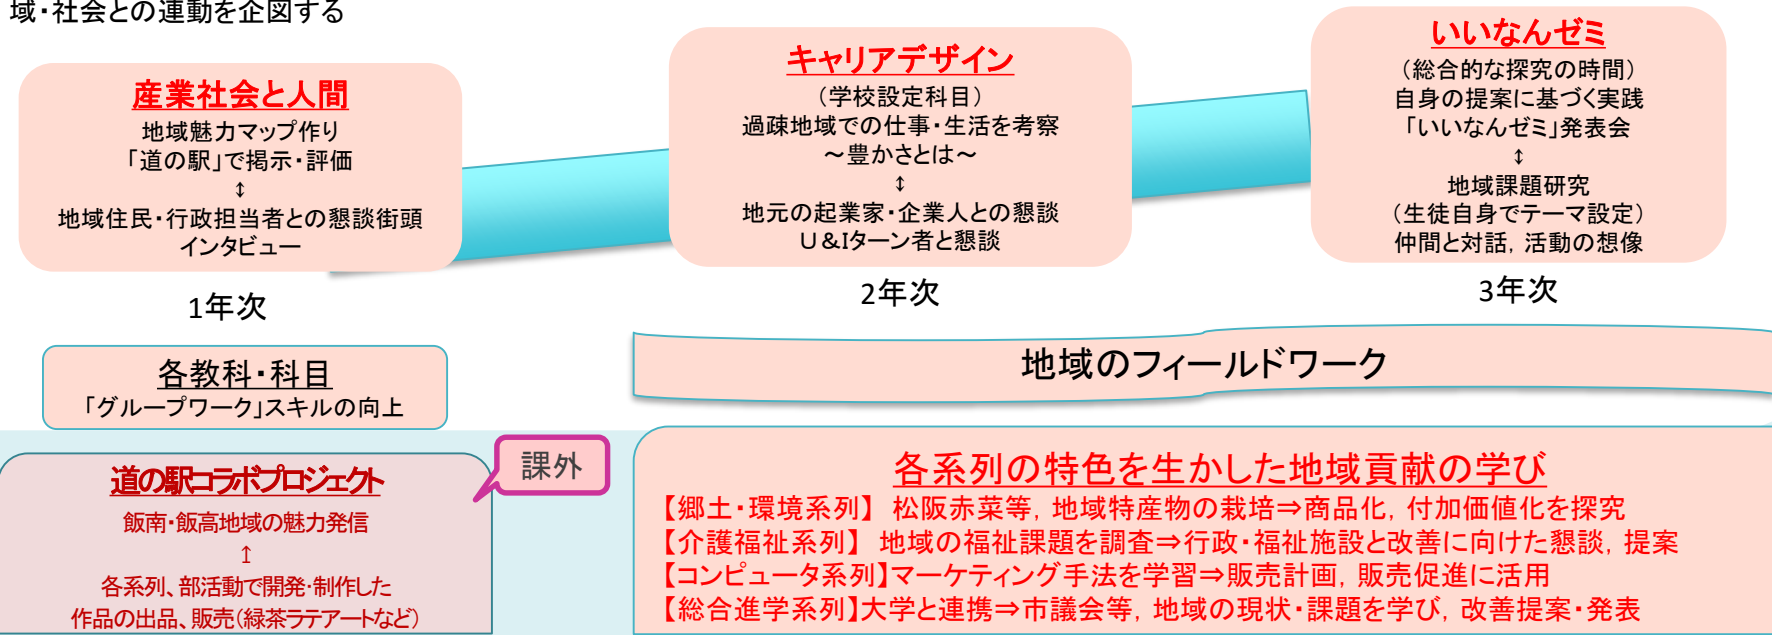 域・社会との連動を企図する
産業社会と人間
地域魅力マップ作り
「道の駅」で掲示・評価
↕
地域住民・行政担当者との懇談街頭
インタビュー
1年次
キャリアデザイン
（学校設定科目）
過疎地域での仕事・生活を考察
～豊かさとは～
↕
地元の起業家・企業人との懇談
U&Iターン者と懇談
2年次
いいなんゼミ
（総合的な探究の時間）
自身の提案に基づく実践
「いいなんゼミ」発表会
↕
地域課題研究
（生徒自身でテーマ設定）
仲間と対話，活動の想像
3年次
各教科・科目
「グループワーク」スキルの向上
地域のフィールドワーク
課外
道の駅コラボプロジェクト
飯南・飯高地域の魅力発信
↕
各系列、部活動で開発・制作した
作品の出品、販売（緑茶ラテアートなど）
各系列の特色を生かした地域貢献の学び
【郷土・環境系列】 松阪赤菜等，地域特産物の栽培⇒商品化，付加価値化を探究
【介護福祉系列】 地域の福祉課題を調査⇒行政・福祉施設と改善に向けた懇談，提案
【コンピュータ系列】マーケティング手法を学習⇒販売計画，販売促進に活用
【総合進学系列】大学と連携⇒市議会等，地域の現状・課題を学び，改善提案・発表